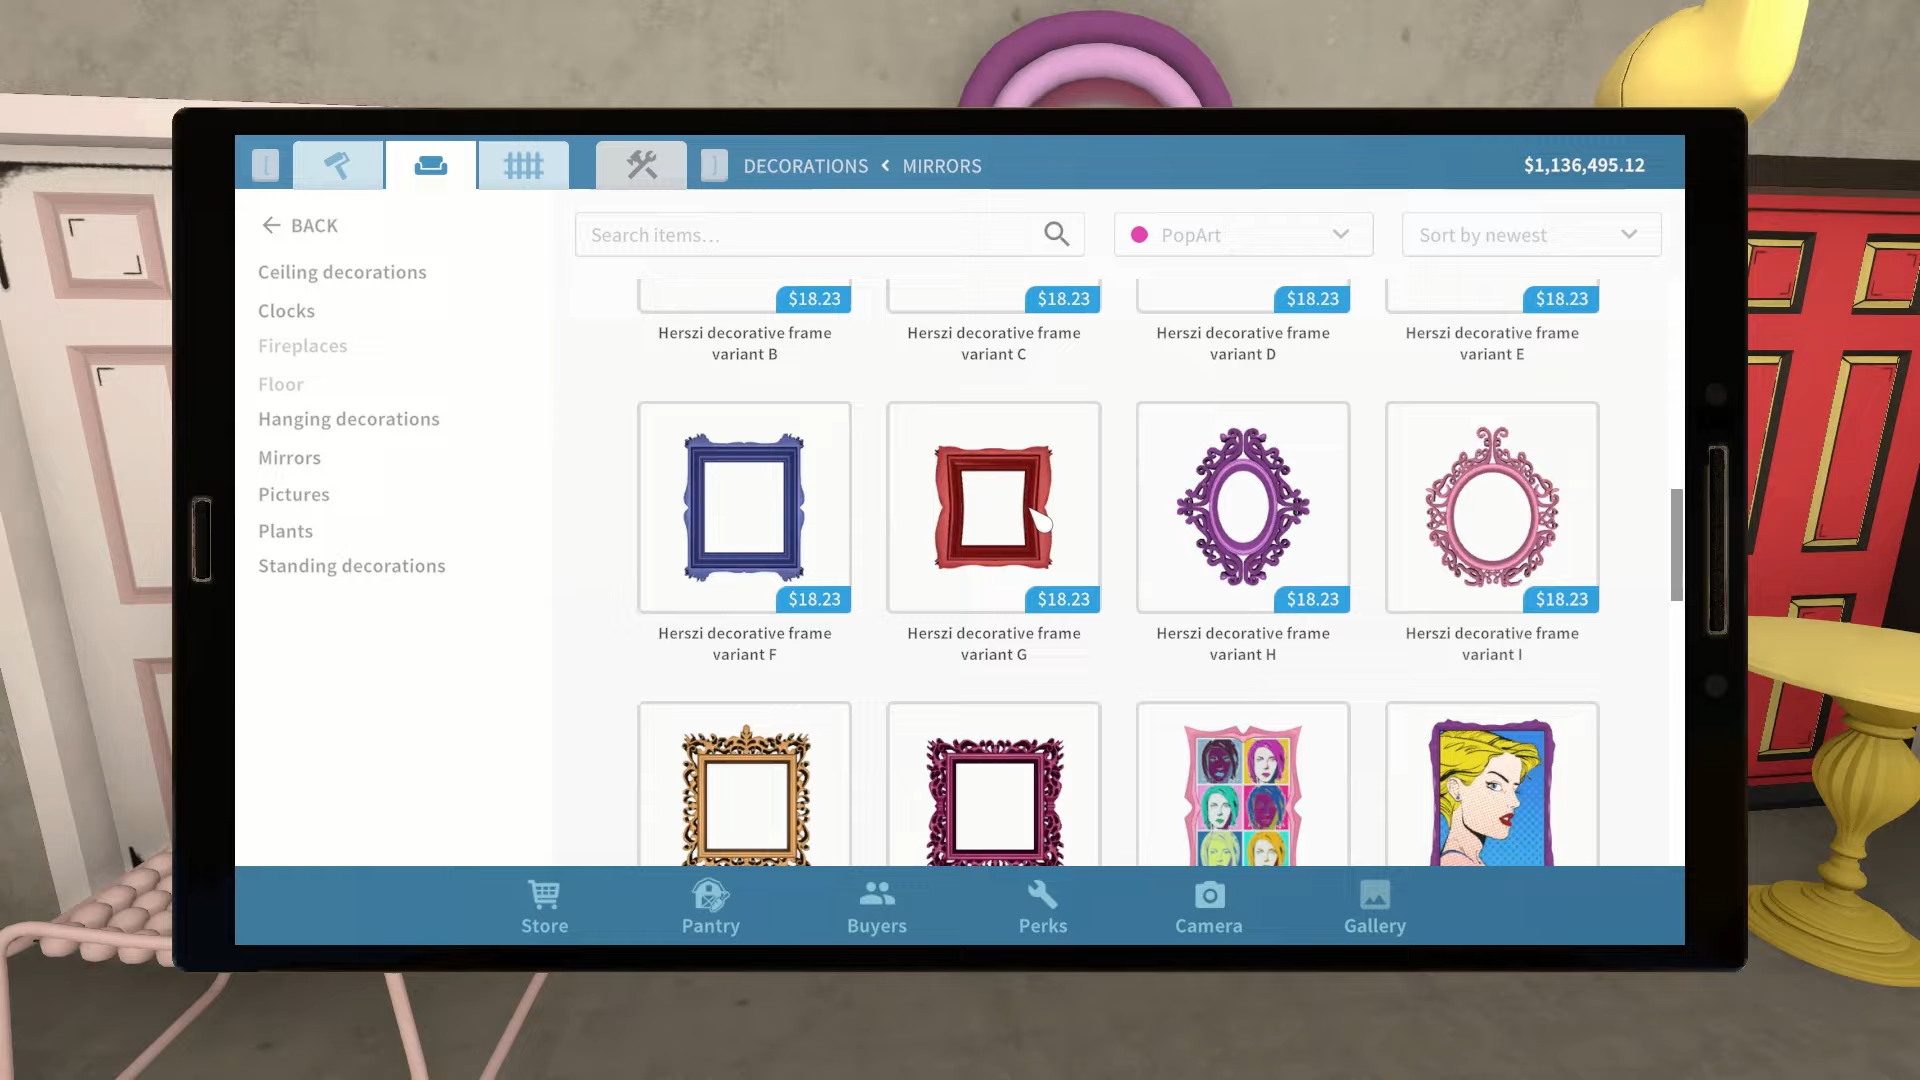 [
]
DECORATIONS < MIRRORS
$1,136,495.12
BACK
Ceiling decorations
Clocks
Fireplaces
Floor
Hanging decorations
Mirrors
Pictures
Plants
Standing decorations
Search items...
PopArt
Sort by newest
$18.23
$18.23
$18.23
$18.23
Herszi decorative frame
variant B
Herszi decorative frame
variant C
Herszi decorative frame
variant D
Herszi decorative frame
variant E
$18.23
$18.23
$18.23
$18.23
Herszi decorative frame
variant F
Herszi decorative frame
variant G
Herszi decorative frame
variant H
Herszi decorative frame
variant I
Store
Pantry
Buyers
Perks
Camera
Gallery